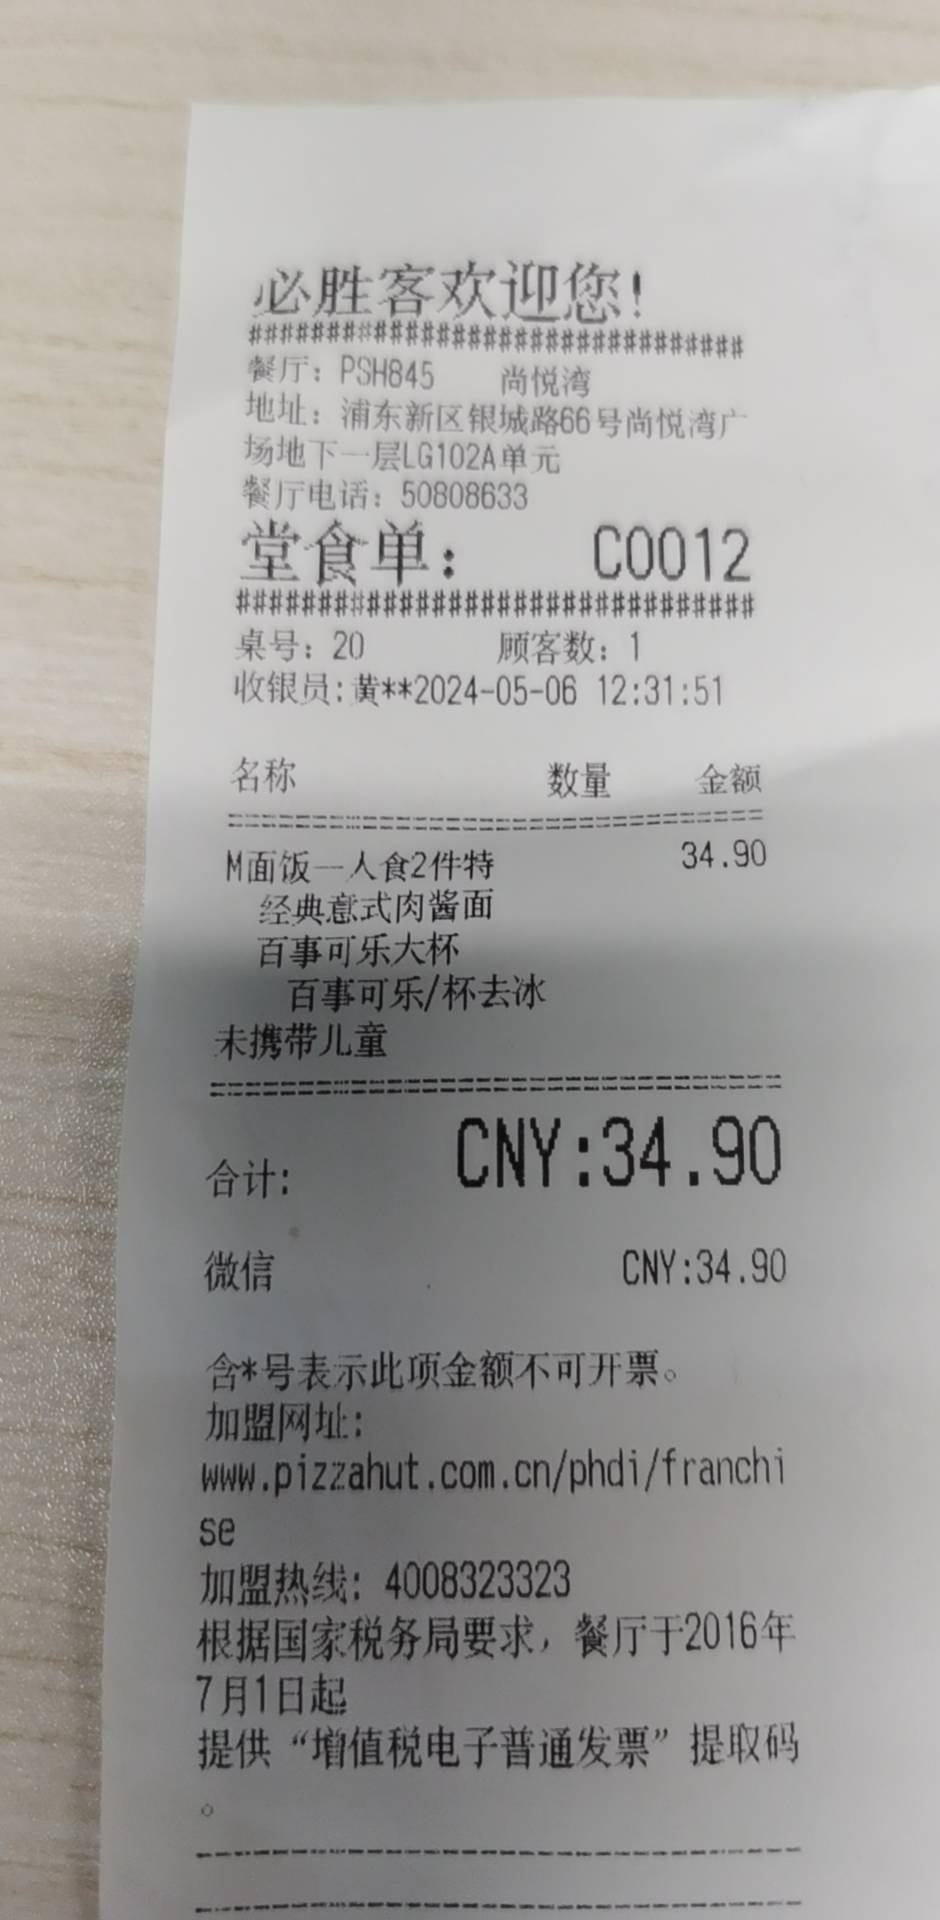 必胜客欢迎您!
################################
餐厅: PSH845 尚悦湾
地址: 浦东新区银城路66号尚悦湾广
场地下一层LG102A单元
餐厅电话: 50808633
堂食单: C0012
################################
桌号: 20 顾客数: 1
收银员:黄**2024-05-06 12:31:51
名称 数量 金额
================================
M面饭一人食2件特 34.90
经典意式肉酱面
百事可乐大杯
百事可乐/杯去冰
未携带儿童
================================
合计: CNY:34.90
微信 CNY:34.90
含*号表示此项金额不可开票。
加盟网址:
www.pizzahut.com.cn/phdi/franchi
se
加盟热线: 4008323323
根据国家税务局要求，餐厅于2016年
7月1日起
提供“增值税电子普通发票”提取码
。
--------------------------------
--------------------------------